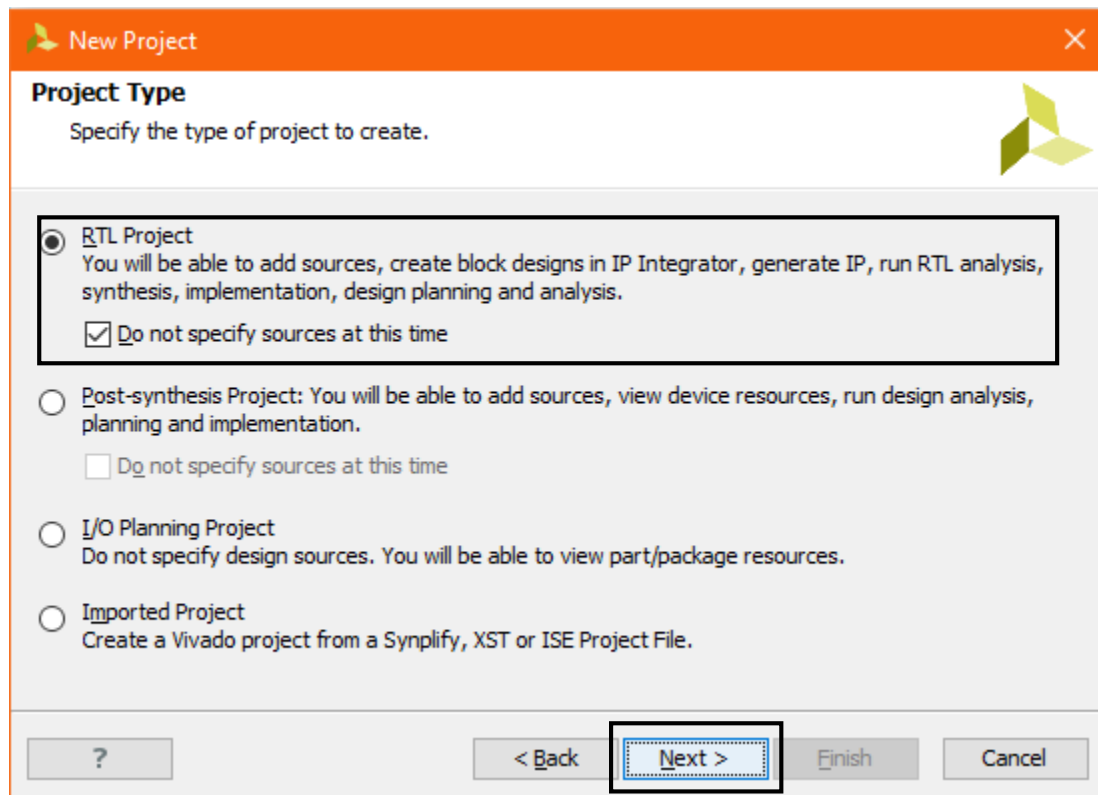 New Project
Project Type
Specify the type of project to create.
RTL Project
You will be able to add sources, create block designs in IP Integrator, generate IP, run RTL analysis,
synthesis, implementation, design planning and analysis.
Do not specify sources at this time
Post-synthesis Project: You will be able to add sources, view device resources, run design analysis,
planning and implementation.
Do not specify sources at this time
I/O Planning Project
Do not specify design sources. You will be able to view part/package resources.
Imported Project
Create a Vivado project from a Synplify, XST or ISE Project File.
? < Back Next > Finish Cancel